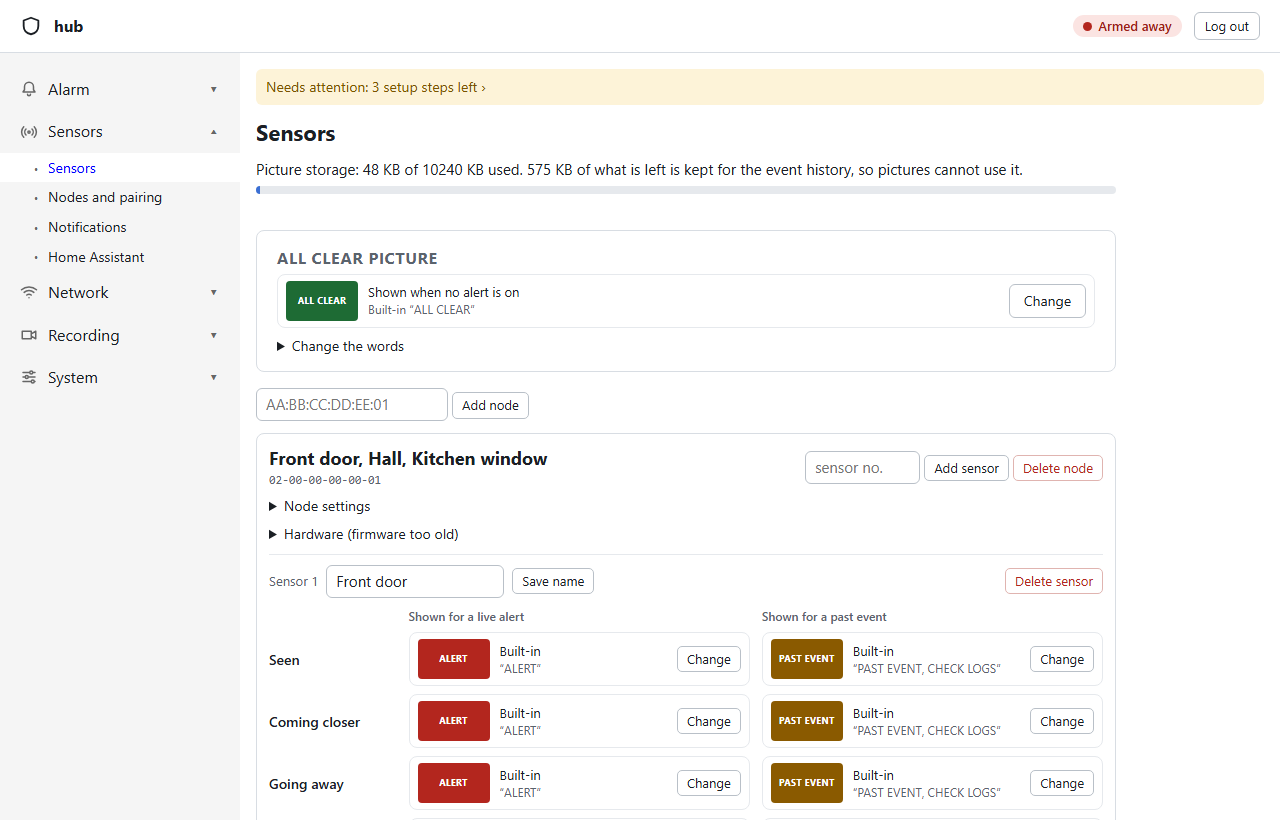 hub
Armed away
Log out
Alarm
Sensors
Sensors
Nodes and pairing
Notifications
Home Assistant
Network
Recording
System
Needs attention: 3 setup steps left ›
Sensors
Picture storage: 48 KB of 10240 KB used. 575 KB of what is left is kept for the event history, so pictures cannot use it.
ALL CLEAR PICTURE
ALL CLEAR
Shown when no alert is on
Built-in “ALL CLEAR”
Change
Change the words
AA:BB:CC:DD:EE:01
Add node
Front door, Hall, Kitchen window
02-00-00-00-00-01
sensor no.
Add sensor
Delete node
Node settings
Hardware (firmware too old)
Sensor 1
Front door
Save name
Delete sensor
Shown for a live alert
Shown for a past event
Seen
ALERT
Built-in
“ALERT”
Change
PAST EVENT
Built-in
“PAST EVENT, CHECK LOGS”
Change
Coming closer
ALERT
Built-in
“ALERT”
Change
PAST EVENT
Built-in
“PAST EVENT, CHECK LOGS”
Change
Going away
ALERT
Built-in
“ALERT”
Change
PAST EVENT
Built-in
“PAST EVENT, CHECK LOGS”
Change